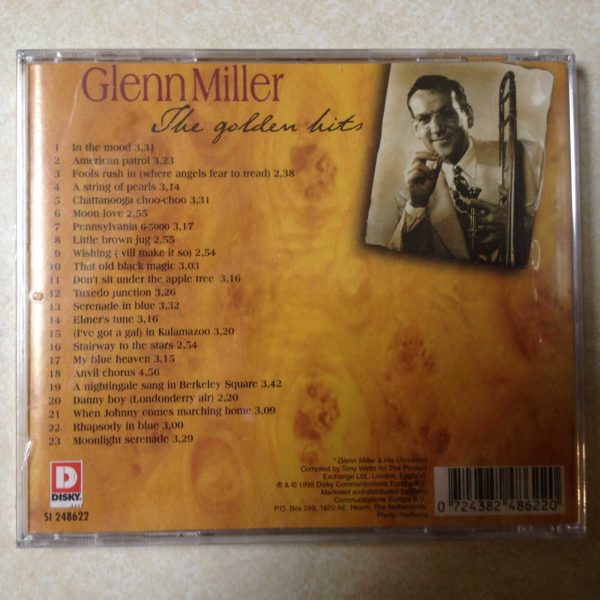 Glenn Miller
The golden hits
1 In the mood 3,31
2 American patrol 3,23
3 Fools rush in (where angels fear to tread) 2,38
4 A string of pearls 3,14
5 Chattanooga choo-choo 3,31
6 Moon love 2,55
7 Pennsylvania 6-5000 3,17
8 Little brown jug 2,55
9 Wishing (will make it so) 2,54
10 That old black magic 3,03
11 Don't sit under the apple tree 3,16
12 Tuxedo junction 3,26
13 Serenade in blue 3,32
14 Elmer's tune 3,16
15 (I've got a gal) in Kalamazoo 3,20
16 Stairway to the stars 2,54
17 My blue heaven 3,15
18 Anvil chorus 4,56
19 A nightingale sang in Berkeley Square 3,42
20 Danny boy (Londonderry air) 2,20
21 When Johnny comes marching home 3,09
22 Rhapsody in blue 3,00
23 Moonlight serenade 3,29
D
DISKY
SI 248622
* Glenn Miller & His Orchestra
Compiled by Tony Watts for The Product
Exchange Ltd., London, England.
℗ & © 1998 Disky Communications Europe B.V.
Marketed and distributed by Disky
Communications Europe B.V.,
P.O. Box 248, 1620 AE Hoorn, The Netherlands.
Photo: Redferns
0 724382 486220